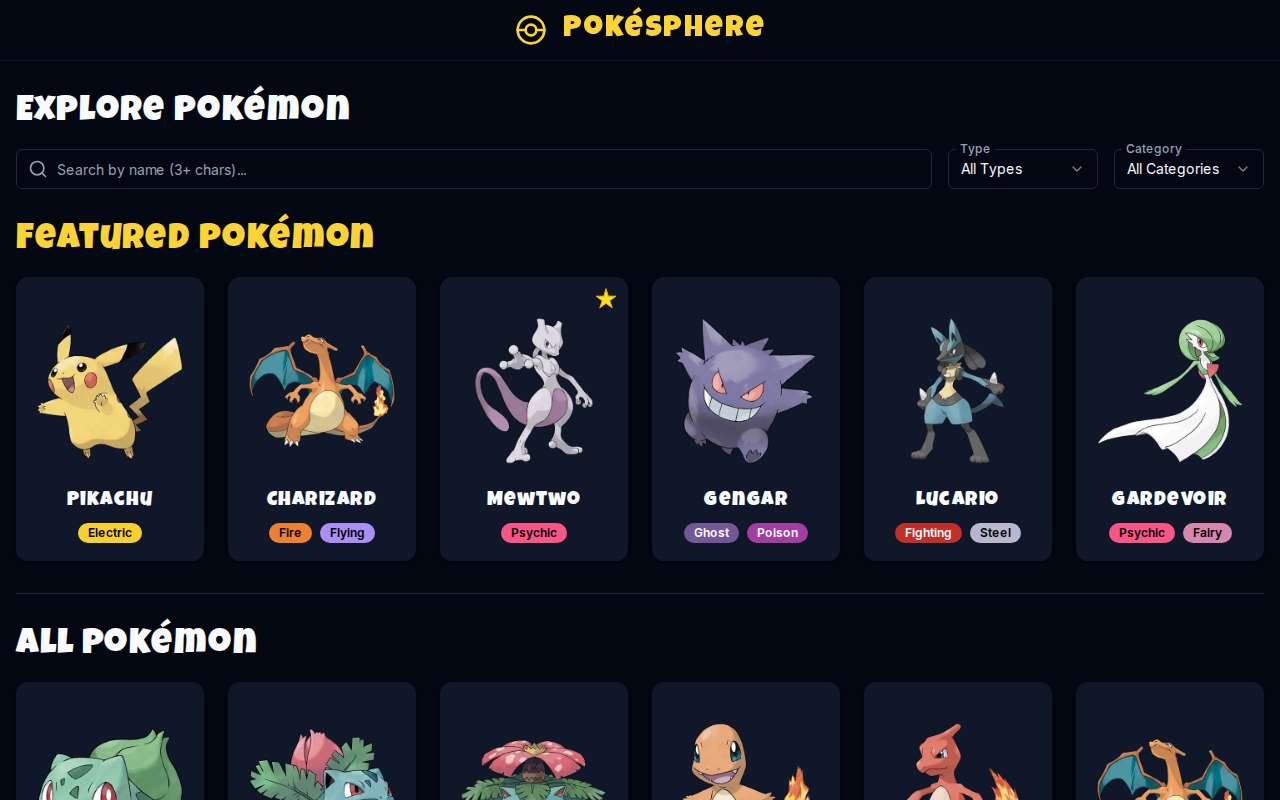 POKÉSPHERE
EXPLORE POKÉMON
Search by name (3+ chars)...
Type
All Types
Category
All Categories
FEATURED POKÉMON
PIKACHU
CHARIZARD
MEWTWO
GENGAR
LUCARIO
GARDEVOIR
Electric
Fire
Flying
Psychic
Ghost
Poison
Fighting
Steel
Psychic
Fairy
ALL POKÉMON